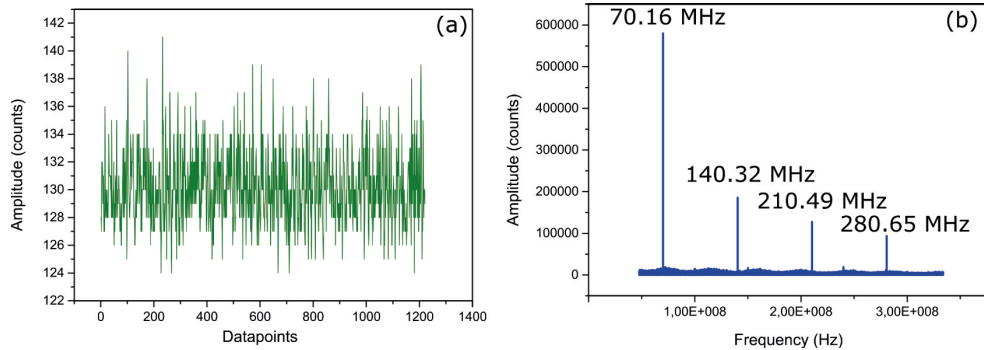 (a)
Amplitude (counts)
142
140
138
136
134
132
130
128
126
124
122
0 200 400 600 800 1000 1200 1400
Datapoints
(b)
70.16 MHz
140.32 MHz
210.49 MHz
280.65 MHz
Amplitude (counts)
600000
500000
400000
300000
200000
100000
0
1,00E+008 2,00E+008 3,00E+008
Frequency (Hz)